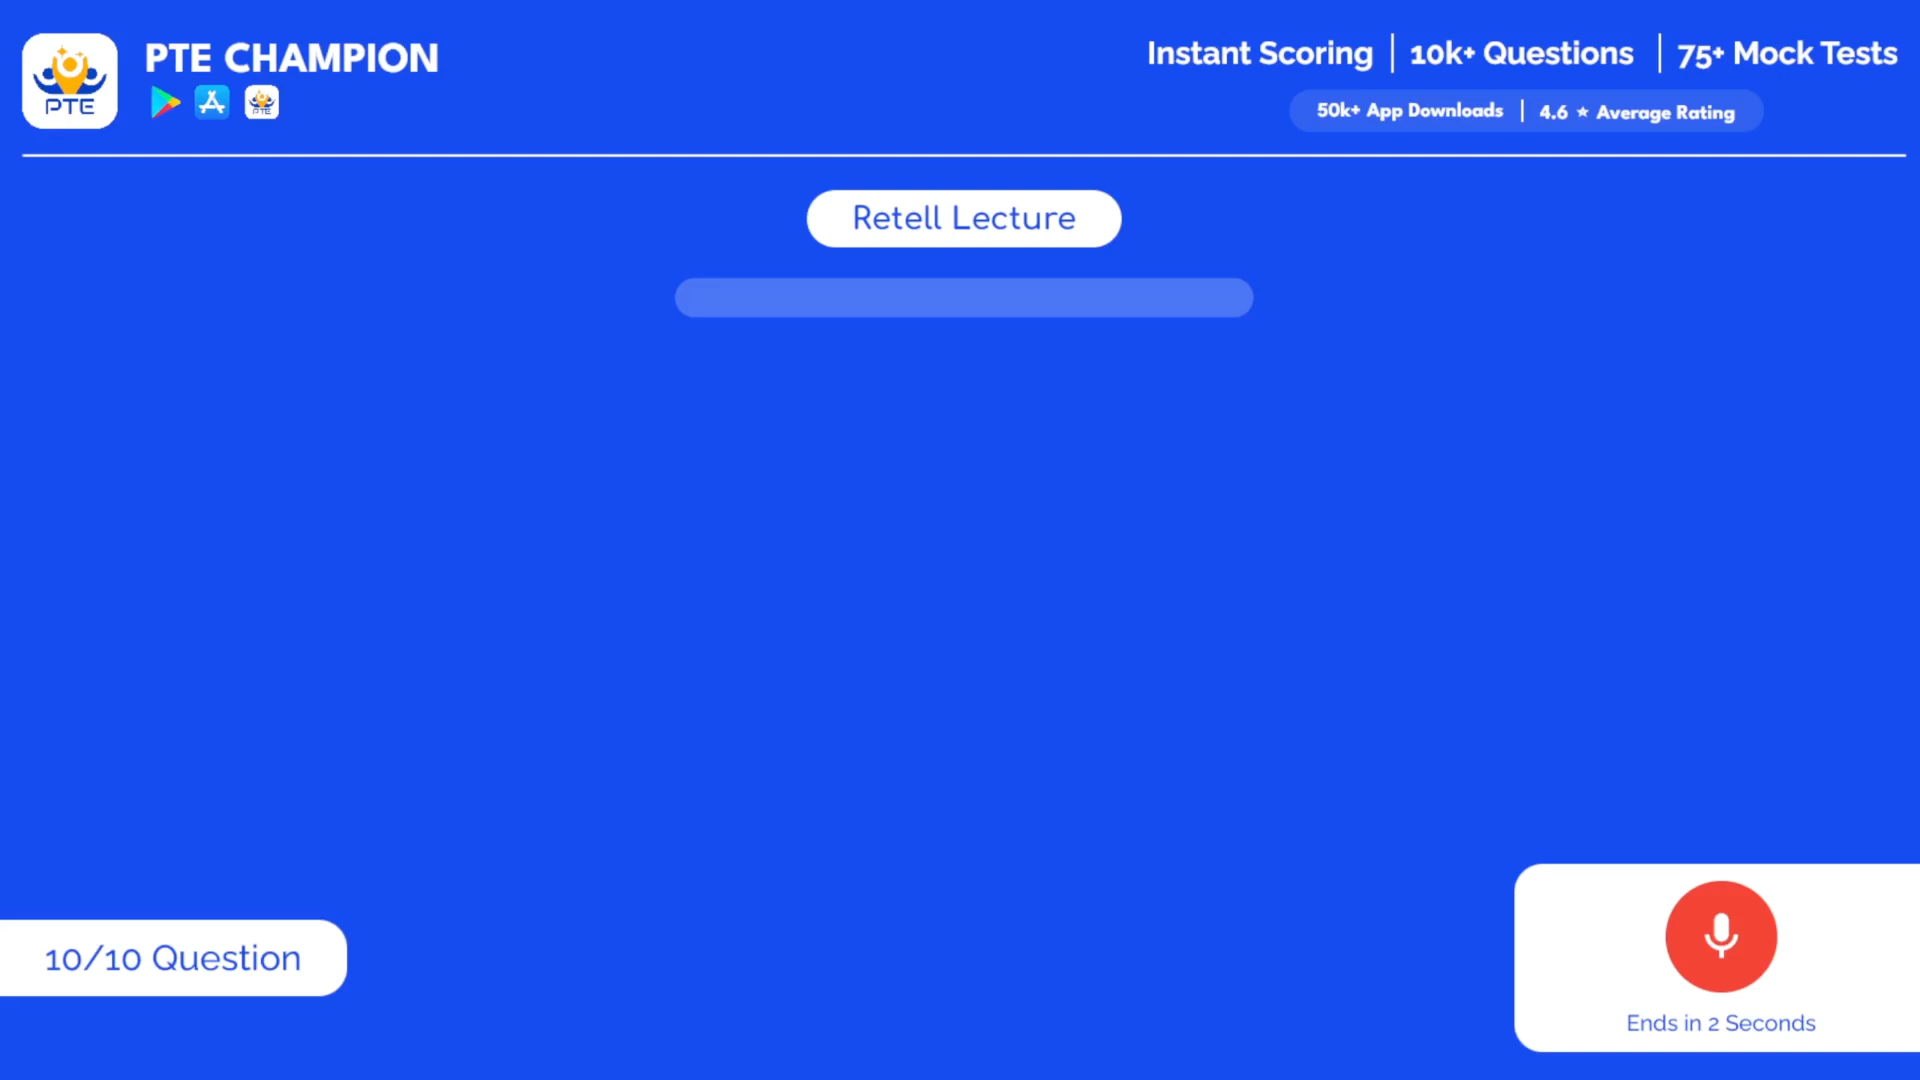 PTE CHAMPION
PTE
PTE
Instant Scoring | 10k+ Questions | 75+ Mock Tests
50k+ App Downloads | 4.6 ★ Average Rating
Retell Lecture
10/10 Question
Ends in 2 Seconds